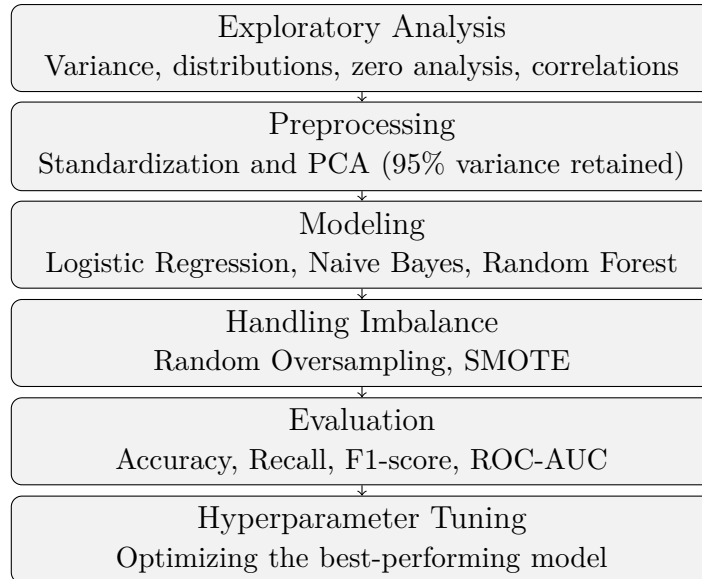 Exploratory Analysis
Variance, distributions, zero analysis, correlations
Preprocessing
Standardization and PCA (95% variance retained)
Modeling
Logistic Regression, Naive Bayes, Random Forest
Handling Imbalance
Random Oversampling, SMOTE
Evaluation
Accuracy, Recall, F1-score, ROC-AUC
Hyperparameter Tuning
Optimizing the best-performing model